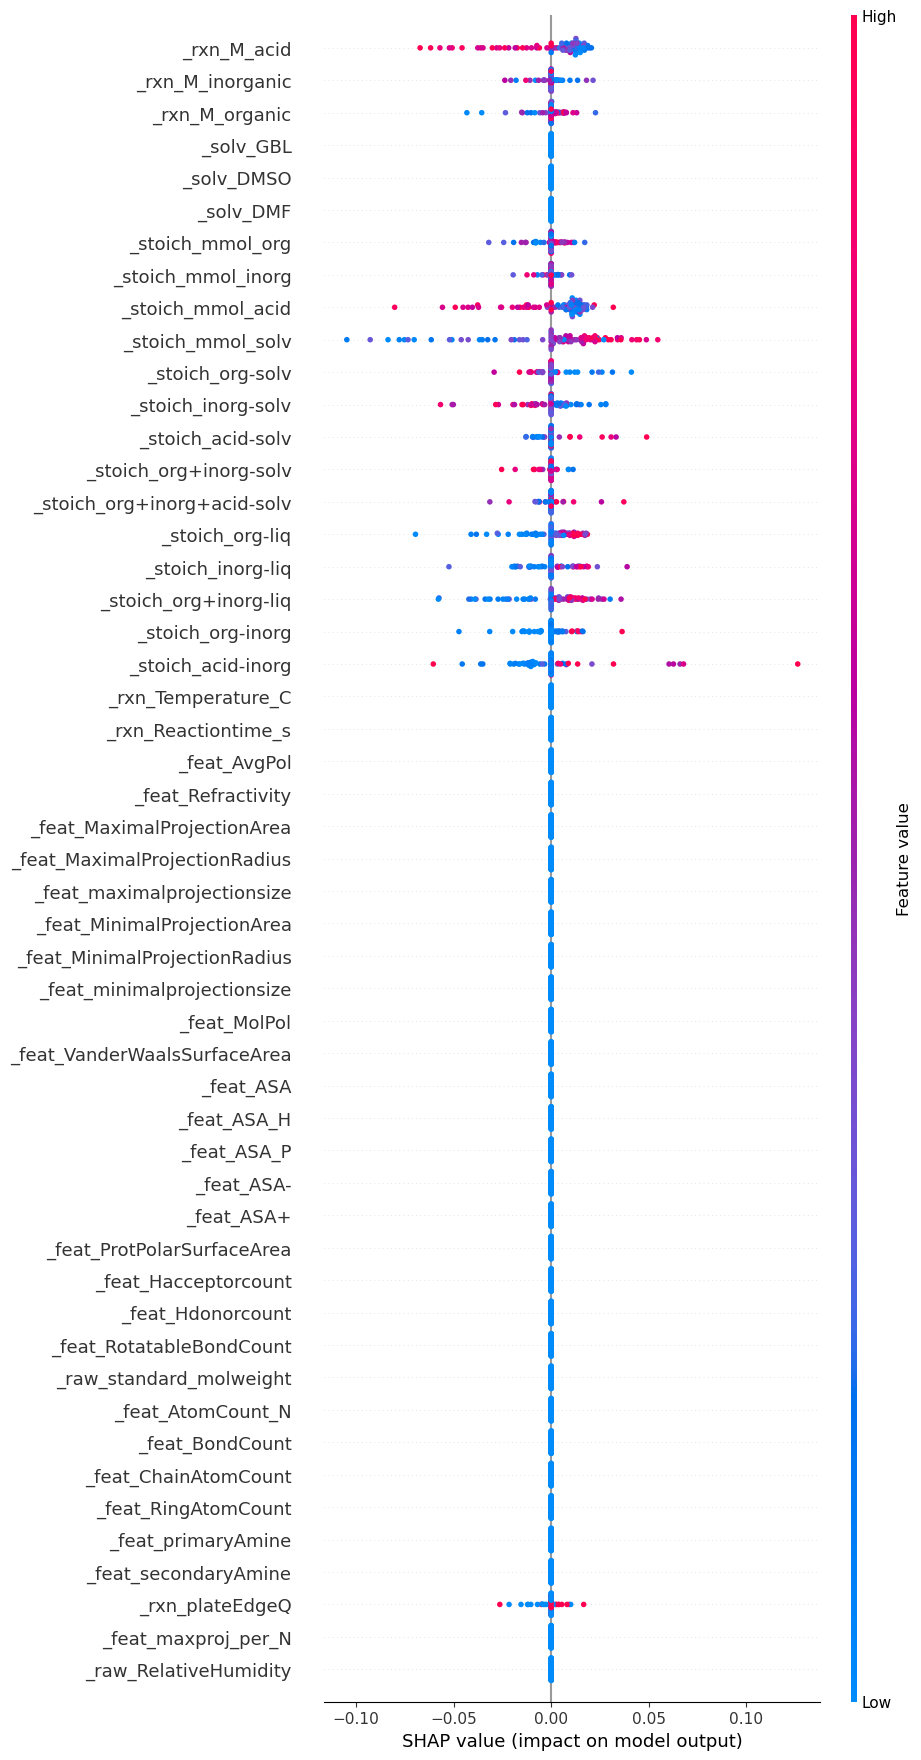 High
_rxn_M_acid
_rxn_M_inorganic
_rxn_M_organic
_solv_GBL
_solv_DMSO
_solv_DMF
_stoich_mmol_org
_stoich_mmol_inorg
_stoich_mmol_acid
_stoich_mmol_solv
_stoich_org-solv
_stoich_inorg-solv
_stoich_acid-solv
_stoich_org+inorg-solv
_stoich_org+inorg+acid-solv
_stoich_org-liq
_stoich_inorg-liq
_stoich_org+inorg-liq
_stoich_org-inorg
_stoich_acid-inorg
_rxn_Temperature_C
_rxn_Reactiontime_s
_feat_AvgPol
_feat_Refractivity
_feat_MaximalProjectionArea
_feat_MaximalProjectionRadius
_feat_maximalprojectionsize
_feat_MinimalProjectionArea
_feat_MinimalProjectionRadius
_feat_minimalprojectionsize
_feat_MolPol
_feat_VanderWaalsSurfaceArea
_feat_ASA
_feat_ASA_H
_feat_ASA_P
_feat_ASA-
_feat_ASA+
_feat_ProtPolarSurfaceArea
_feat_Hacceptorcount
_feat_Hdonorcount
_feat_RotatableBondCount
_raw_standard_molweight
_feat_AtomCount_N
_feat_BondCount
_feat_ChainAtomCount
_feat_RingAtomCount
_feat_primaryAmine
_feat_secondaryAmine
_rxn_plateEdgeQ
_feat_maxproj_per_N
_raw_RelativeHumidity
Feature value
Low
−0.10 −0.05 0.00 0.05 0.10
SHAP value (impact on model output)